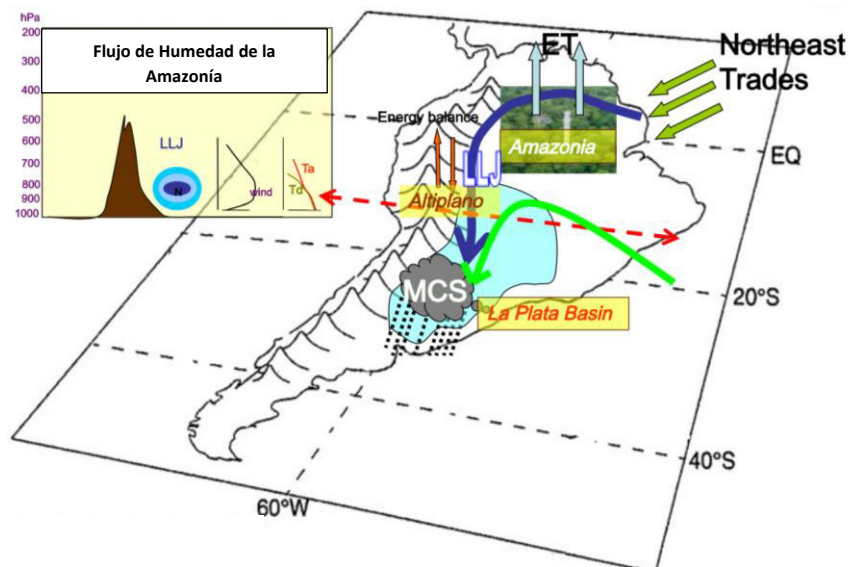 hPa
200
300
400
500
600
700
800
900
1000
Flujo de Humedad de la
Amazonía
LLJ
N
wind
Ta
Td
ET
Northeast
Trades
Energy balance
Amazonia
LLJ
EQ
Altiplano
MCS
La Plata Basin
20°S
40°S
60°W